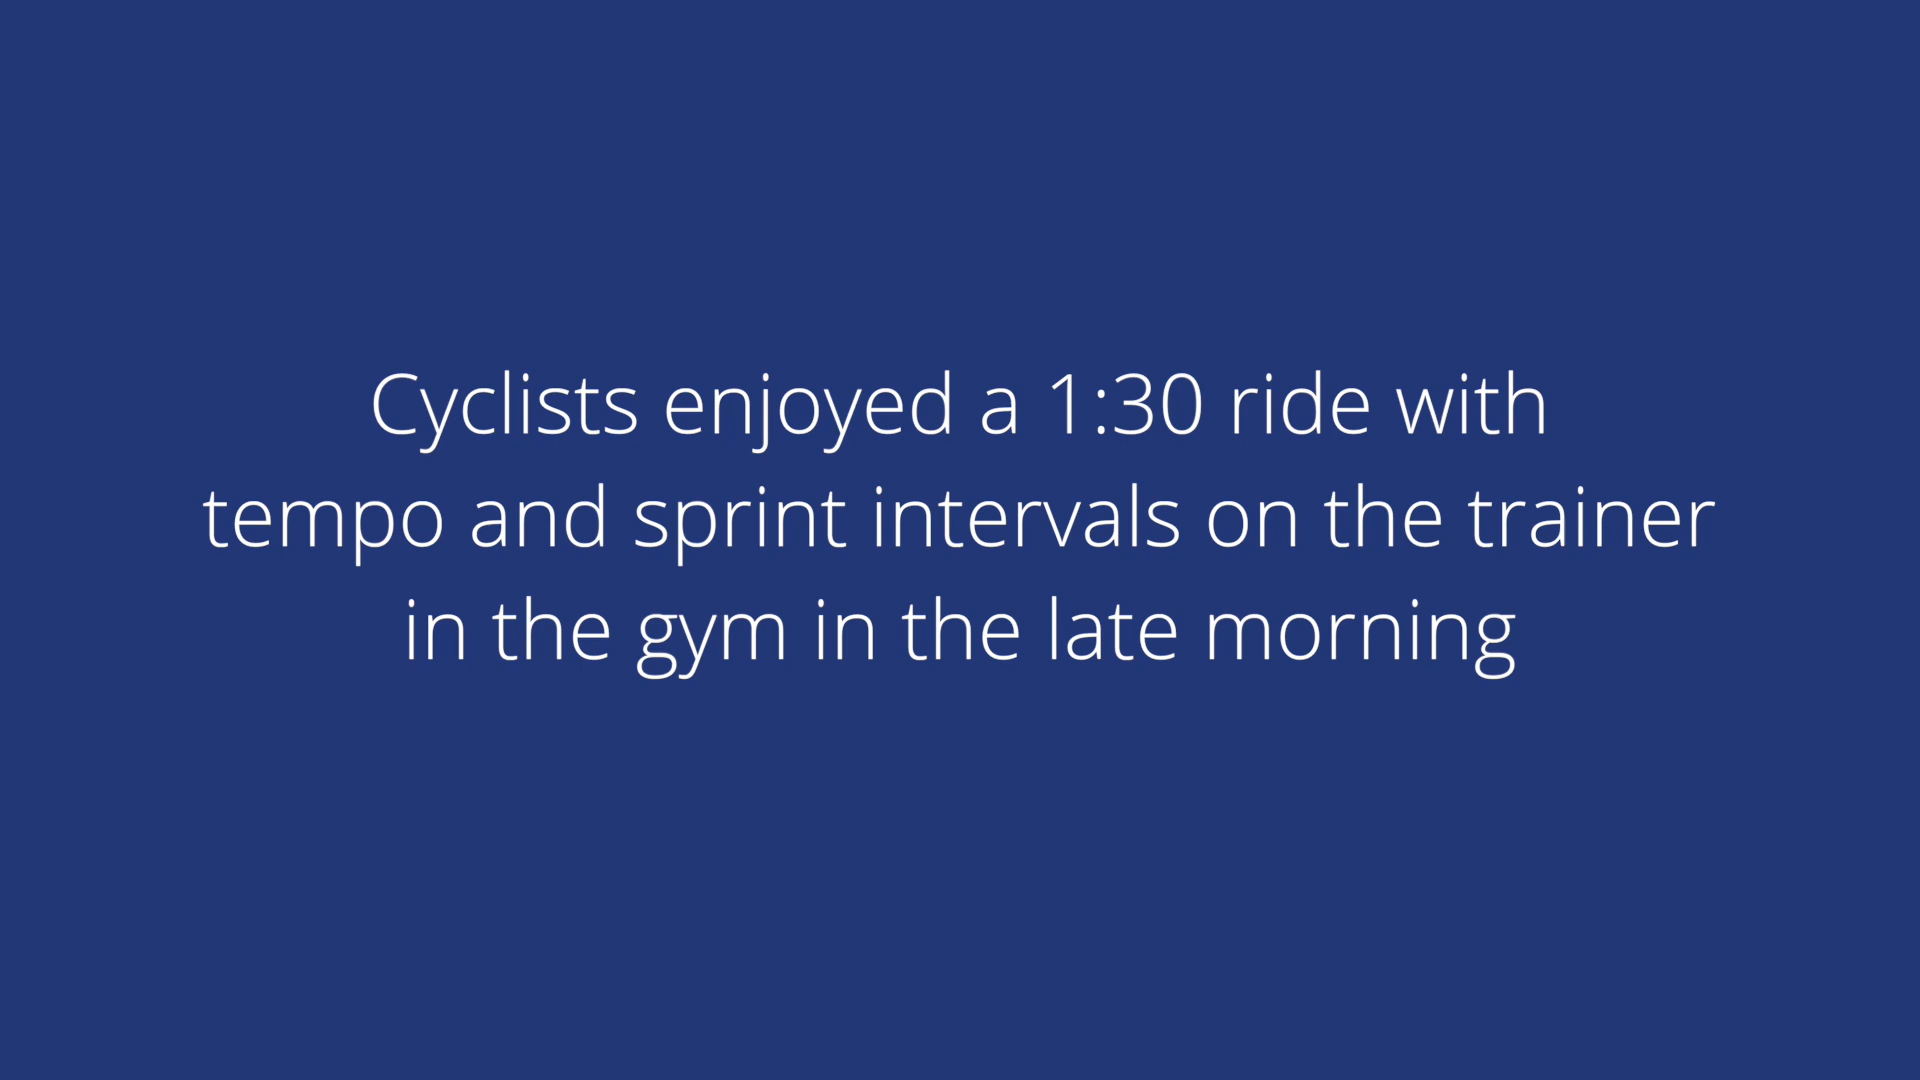 Cyclists enjoyed a 1:30 ride with
tempo and sprint intervals on the trainer
in the gym in the late morning